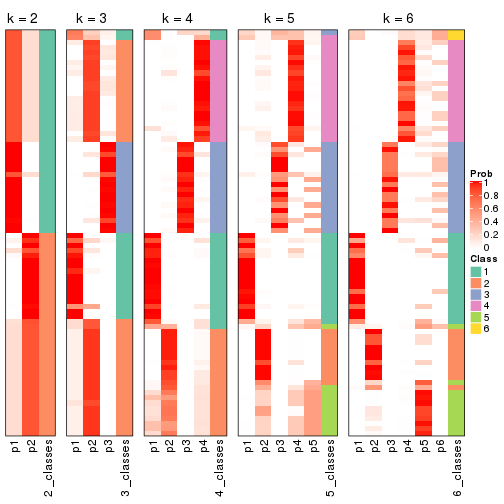 k = 2
k = 3
k = 4
k = 5
k = 6
p1
p2
2_classes
p1
p2
p3
3_classes
p1
p2
p3
p4
4_classes
p1
p2
p3
p4
p5
5_classes
p1
p2
p3
p4
p5
p6
6_classes
Prob
1
0.8
0.6
0.4
0.2
0
Class
1
2
3
4
5
6